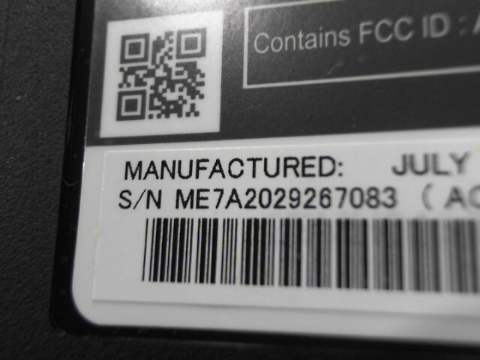 Contains FCC ID : A
MANUFACTURED: JULY
S/N ME7A2029267083 ( AC